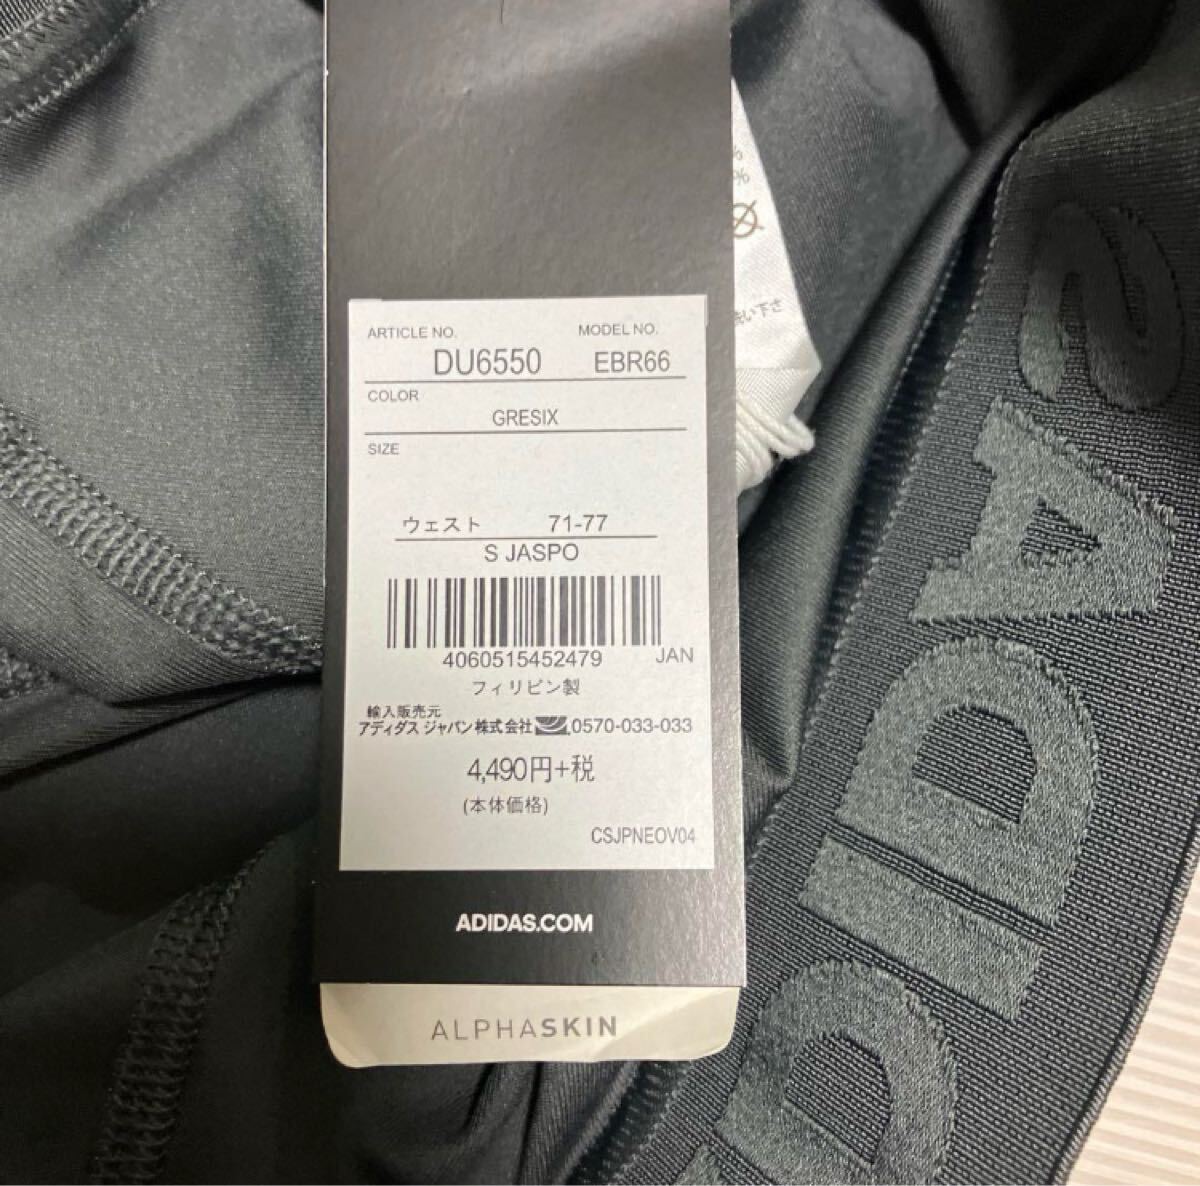 ARTICLE NO. MODEL NO.
DU6550 EBR66
COLOR
GRESIX
SIZE
ウェスト 71-77
S JASPO
4060515452479 JAN
フィリピン製
輸入販売元
アディダス ジャパン株式会社 0570-033-033
4,490円+税
(本体価格)
CSJPNEOV04
ADIDAS.COM
ALPHASKIN
%
%
い下さ
ADIDAS